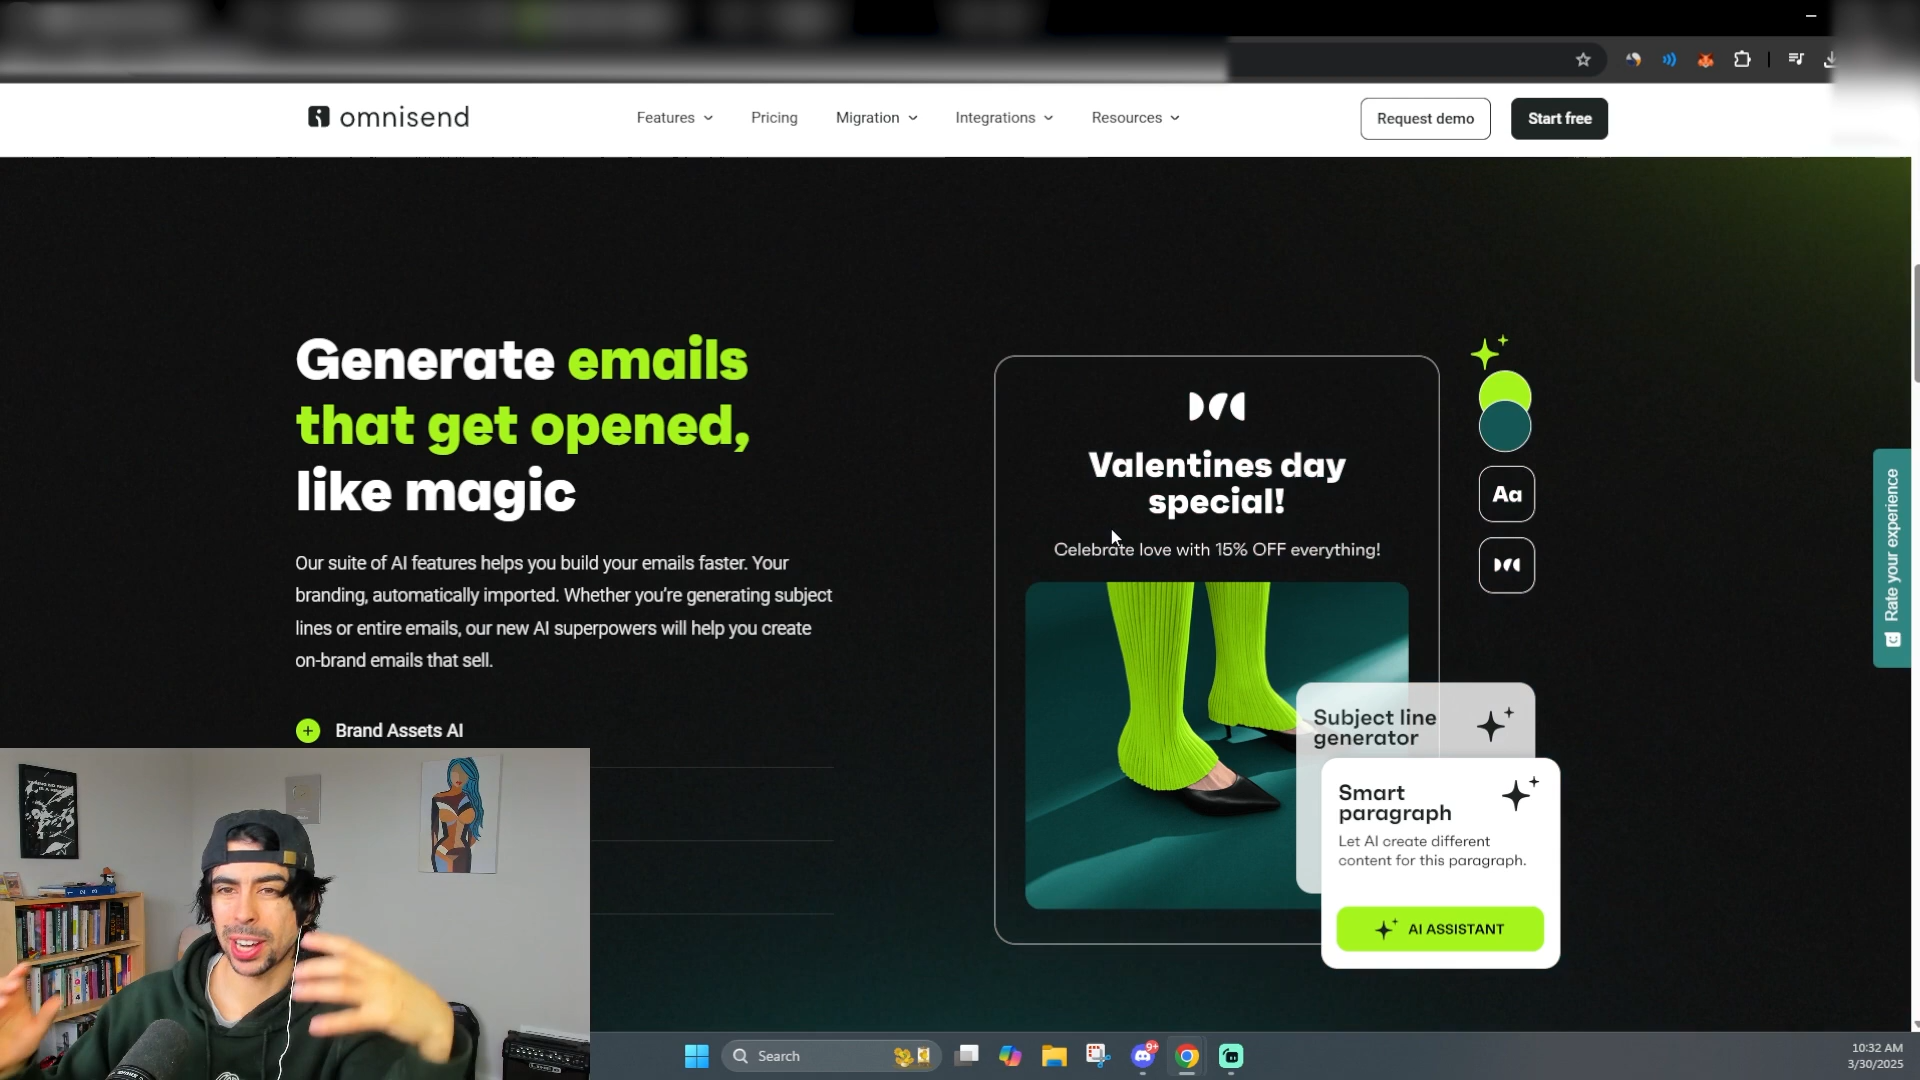 omnisend
Features
Pricing
Migration
Integrations
Resources
Request demo
Start free
Generate emails
that get opened,
like magic
Our suite of AI features helps you build your emails faster. Your
branding, automatically imported. Whether you're generating subject
lines or entire emails, our new AI superpowers will help you create
on-brand emails that sell.
Brand Assets AI
Valentines day
special!
Celebrate love with 15% OFF everything!
Aa
Subject line
generator
Smart
paragraph
Let AI create different
content for this paragraph.
AI ASSISTANT
Rate your experience
Search
9+
10:32 AM
3/30/2025